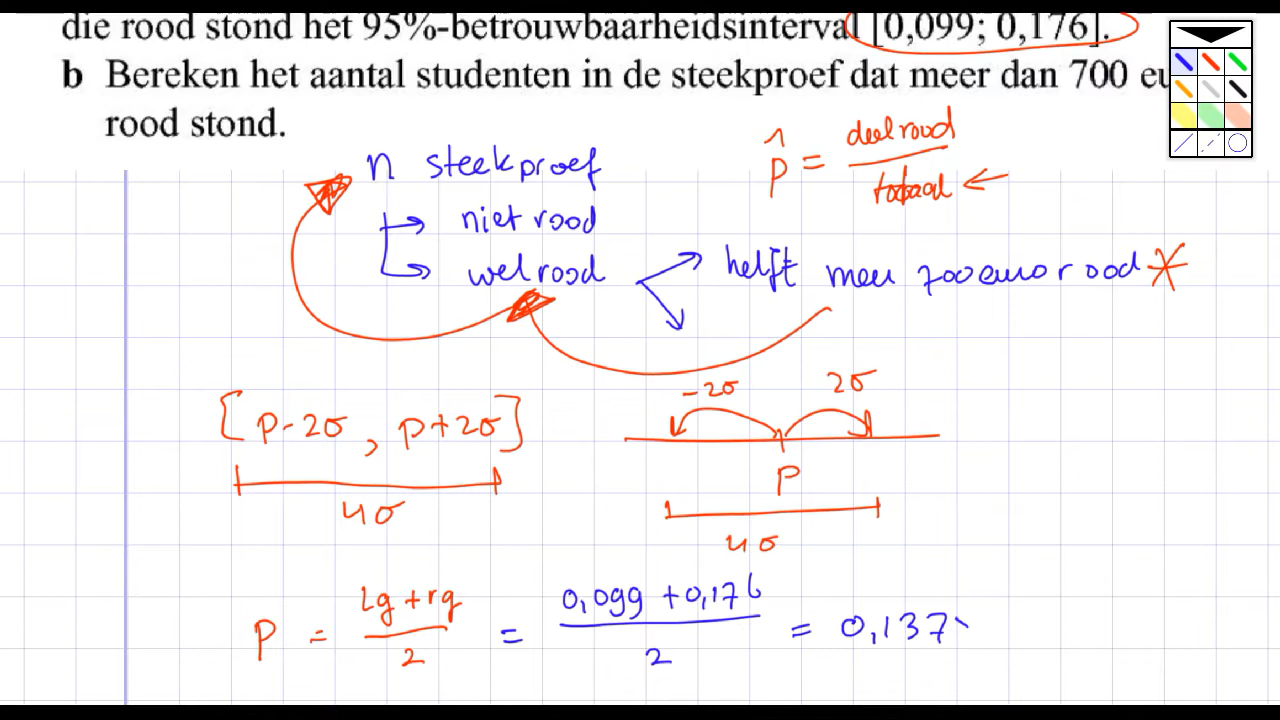 die rood stond het 95%-betrouwbaarheidsinterval [0,099; 0,176].
b Bereken het aantal studenten in de steekproef dat meer dan 700 eu
rood stond.
n steekproef
p̂ = deel rood / totaal
niet rood
wel rood
helft meer 700 euro rood
[p-2σ, p+2σ]
4σ
-2σ 2σ
p
4σ
p = lg + rg / 2 = 0,099 + 0,176 / 2 = 0,137